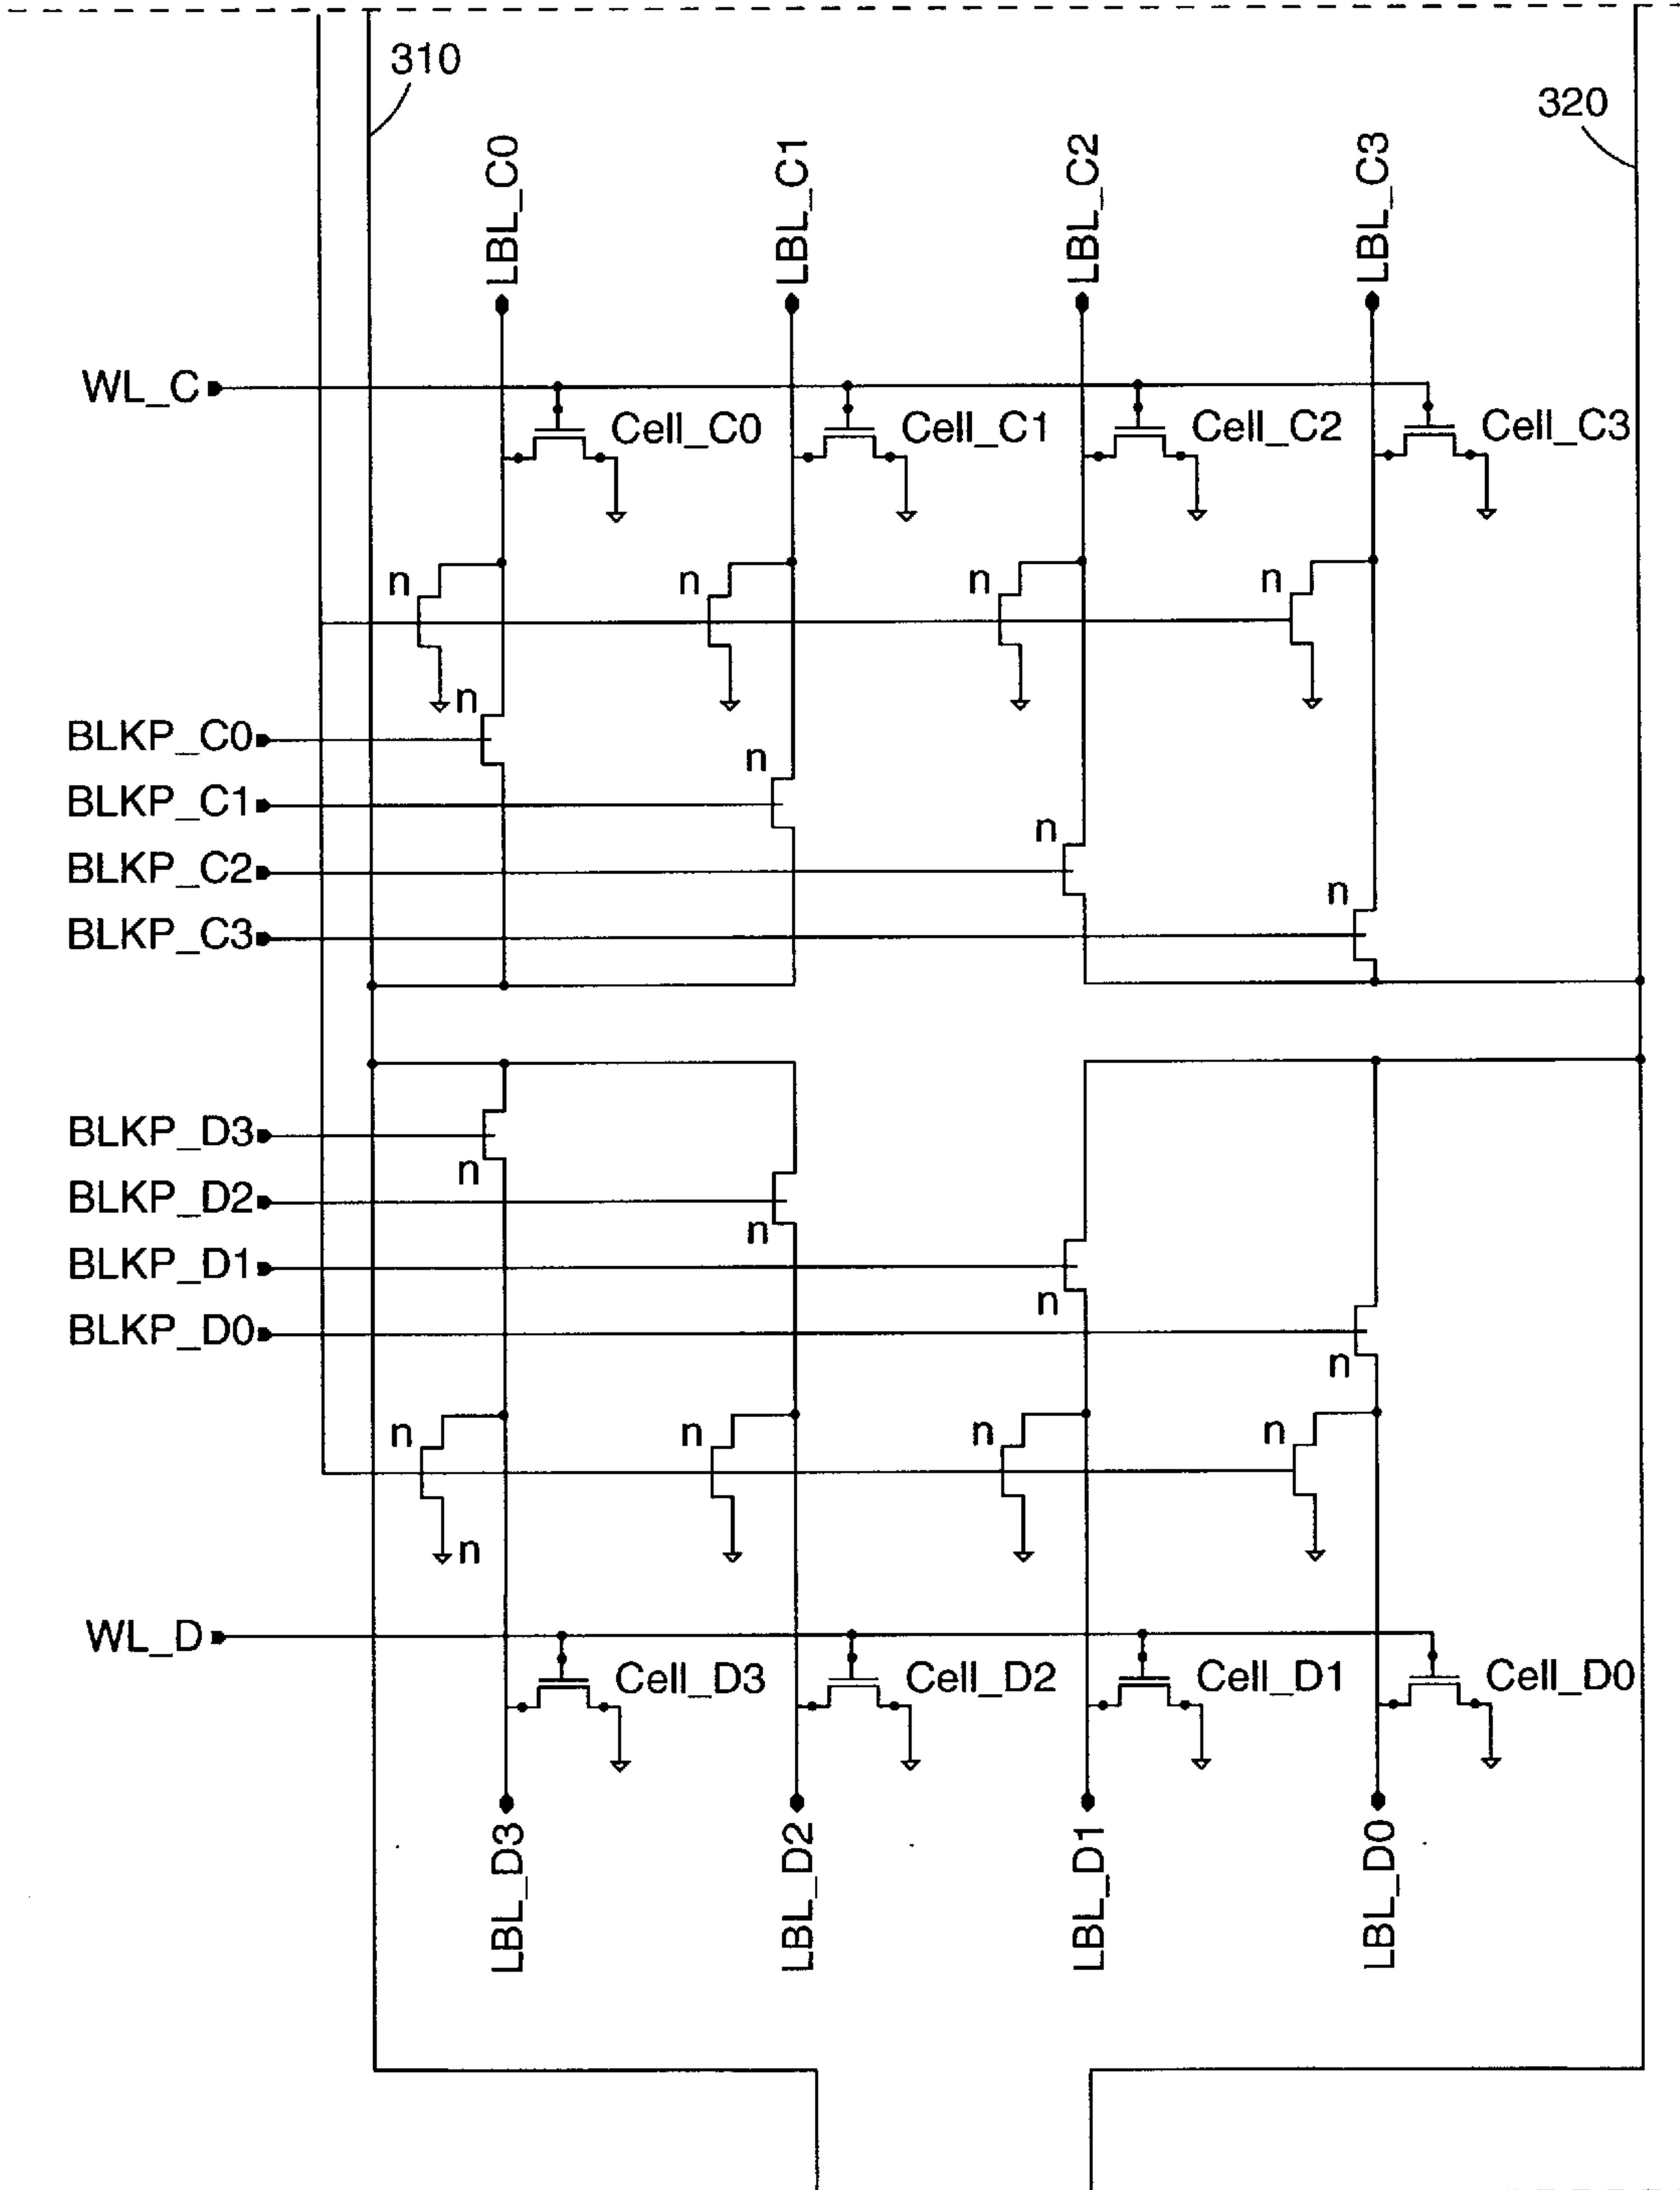 310
320
LBL_C0
LBL_C1
LBL_C2
LBL_C3
WL_C
Cell_C0
Cell_C1
Cell_C2
Cell_C3
n
n
n
n
n
BLKP_C0
n
BLKP_C1
n
BLKP_C2
n
BLKP_C3
BLKP_D3
n
BLKP_D2
n
BLKP_D1
n
BLKP_D0
n
n
n
n
n
n
WL_D
Cell_D3
Cell_D2
Cell_D1
Cell_D0
LBL_D3
LBL_D2
LBL_D1
LBL_D0